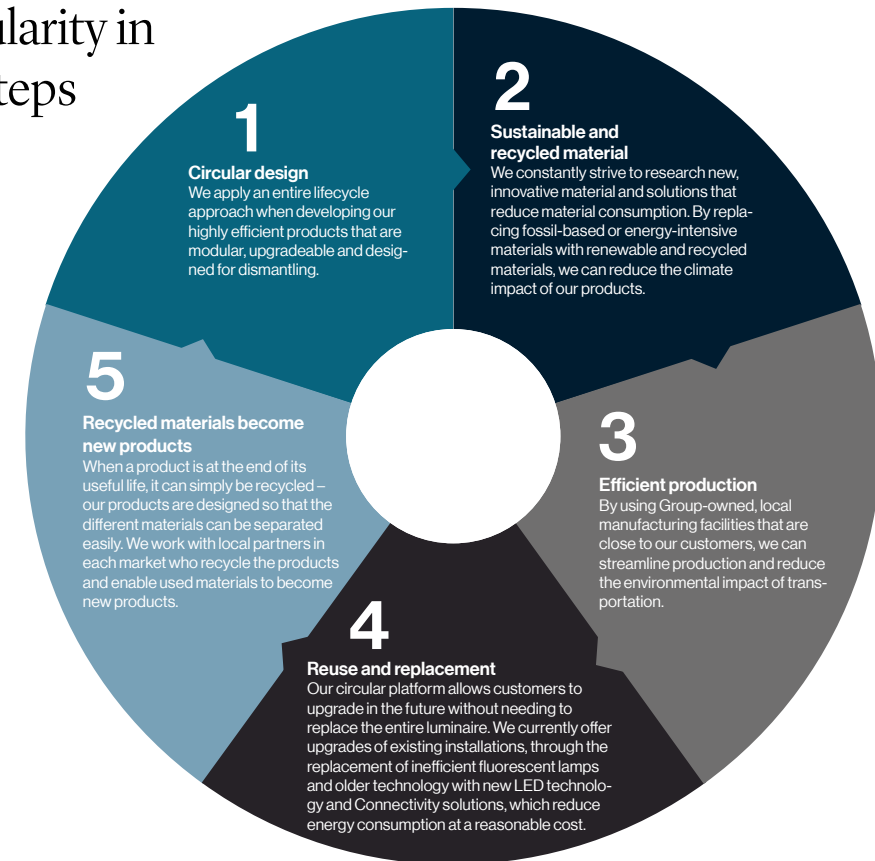 ularity in
teps
1
Circular design
We apply an entire lifecycle
approach when developing our
highly efficient products that are
modular, upgradeable and desig-
ned for dismantling.
2
Sustainable and
recycled material
We constantly strive to research new,
innovative material and solutions that
reduce material consumption. By repla-
cing fossil-based or energy-intensive
materials with renewable and recycled
materials, we can reduce the climate
impact of our products.
3
Efficient production
By using Group-owned, local
manufacturing facilities that are
close to our customers, we can
streamline production and reduce
the environmental impact of trans-
portation.
4
Reuse and replacement
Our circular platform allows customers to
upgrade in the future without needing to
replace the entire luminaire. We currently offer
upgrades of existing installations, through the
replacement of inefficient fluorescent lamps
and older technology with new LED technolo-
gy and Connectivity solutions, which reduce
energy consumption at a reasonable cost.
5
Recycled materials become
new products
When a product is at the end of its
useful life, it can simply be recycled –
our products are designed so that the
different materials can be separated
easily. We work with local partners in
each market who recycle the products
and enable used materials to become
new products.